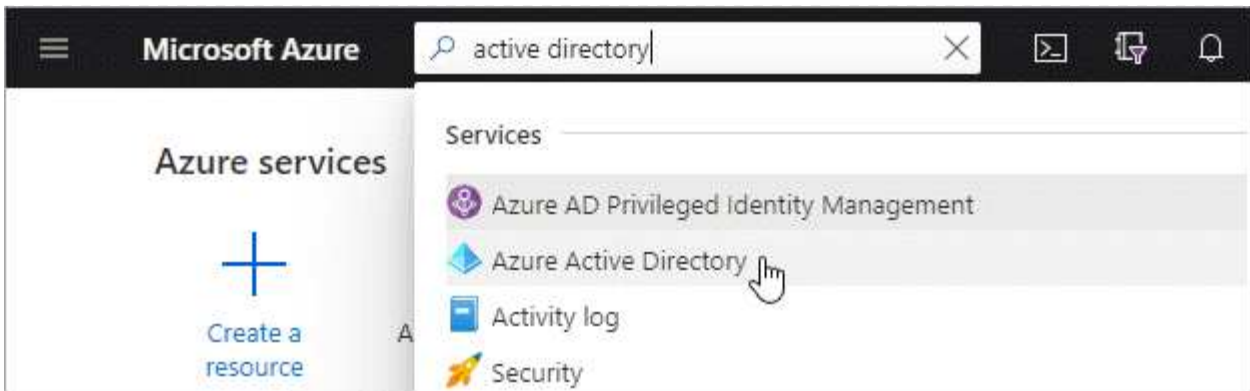 Microsoft Azure
active directory
Azure services
Create a
resource
A
Services
Azure AD Privileged Identity Management
Azure Active Directory
Activity log
Security